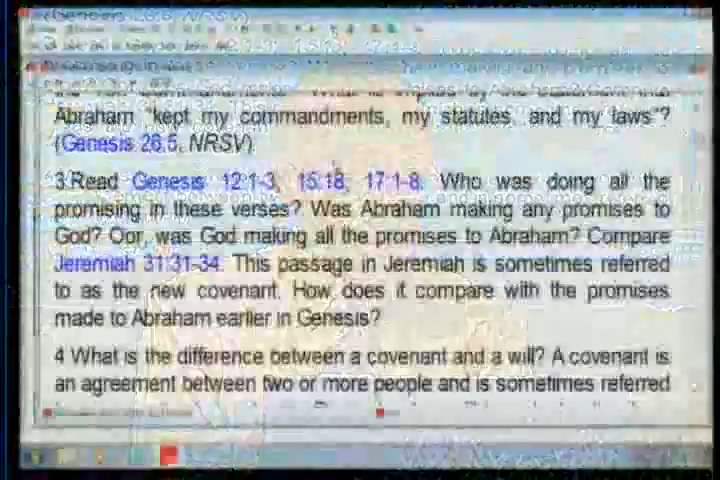 (Genesis 26:5, NRSV)
Abraham "kept my commandments, my statutes, and my laws"?
(Genesis 26:5, NRSV)
3.Read Genesis 12:1-3, 15:18, 17:1-8. Who was doing all the
promising in these verses? Was Abraham making any promises to
God? Oor, was God making all the promises to Abraham? Compare
Jeremiah 31:31-34. This passage in Jeremiah is sometimes referred
to as the new covenant. How does it compare with the promises
made to Abraham earlier in Genesis?
4 What is the difference between a covenant and a will? A covenant is
an agreement between two or more people and is sometimes referred